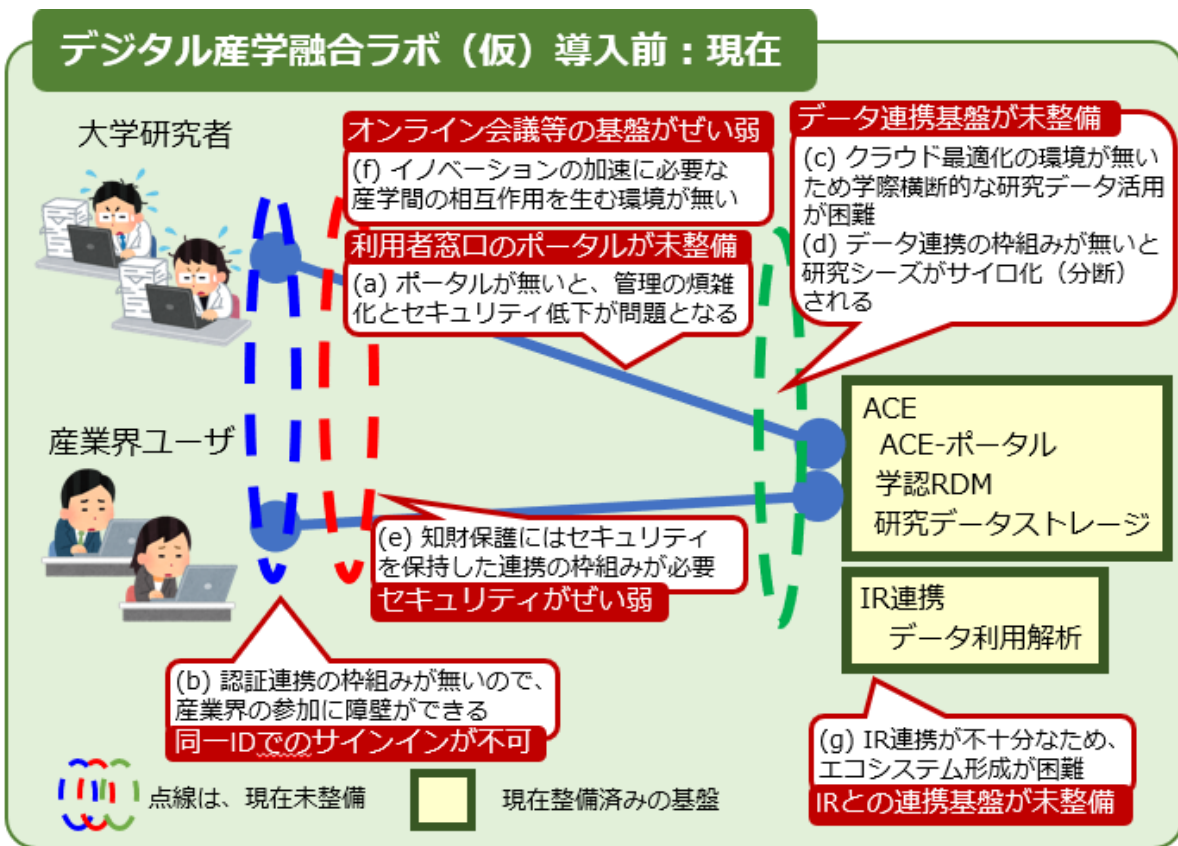 デジタル産学融合ラボ（仮）導入前：現在
大学研究者
オンライン会議等の基盤がぜい弱
(f) イノベーションの加速に必要な
産学間の相互作用を生む環境が無い
利用者窓口のポータルが未整備
(a) ポータルが無いと、管理の煩雑
化とセキュリティ低下が問題となる
データ連携基盤が未整備
(c) クラウド最適化の環境が無い
ため学際横断的な研究データ活用
が困難
(d) データ連携の枠組みが無いと
研究シーズがサイロ化（分断）
される
産業界ユーザ
ACE
ACE-ポータル
学認RDM
研究データストレージ
(e) 知財保護にはセキュリティ
を保持した連携の枠組みが必要
セキュリティがぜい弱
IR連携
データ利用解析
(b) 認証連携の枠組みが無いので、
産業界の参加に障壁ができる
同一IDでのサインインが不可
(g) IR連携が不十分なため、
エコシステム形成が困難
IRとの連携基盤が未整備
点線は、現在未整備
現在整備済みの基盤